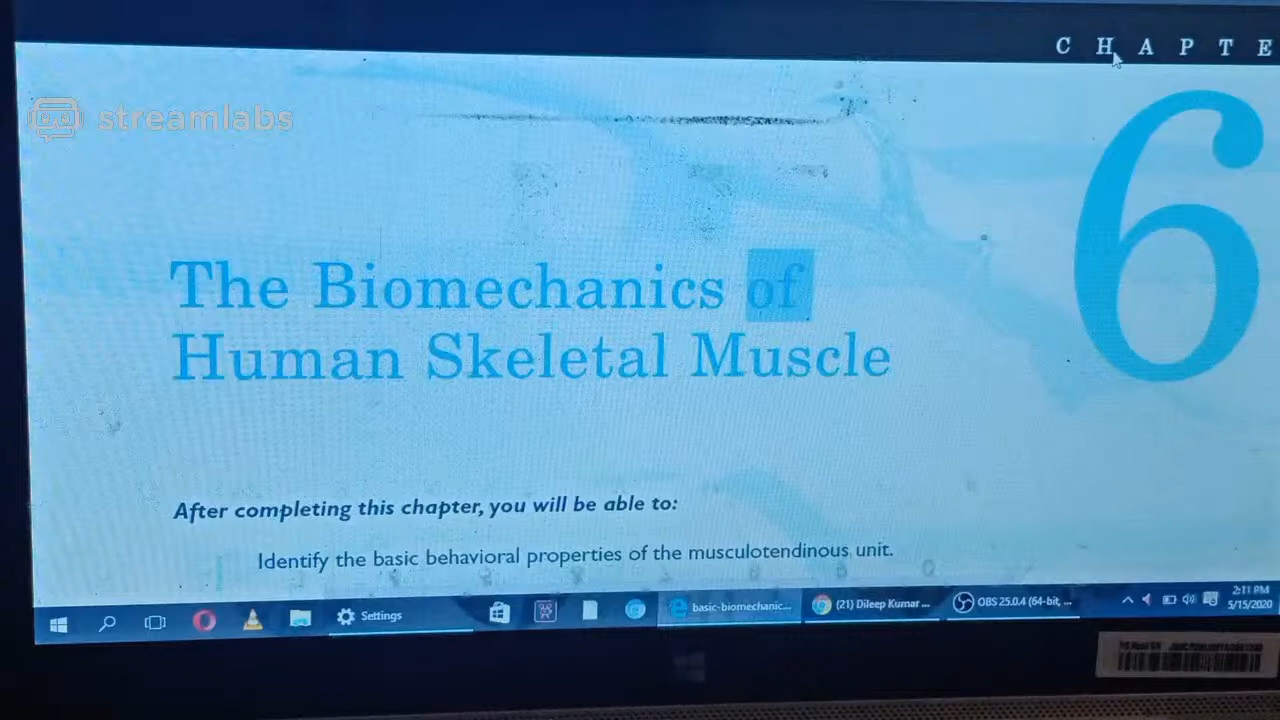 C H A P T E
streamlabs
6
The Biomechanics of
Human Skeletal Muscle
After completing this chapter, you will be able to:
Identify the basic behavioral properties of the musculotendinous unit.
Settings
basic-biomechanic...
(21) Dileep Kumar ...
OBS 25.0.4 (64-bit, ...
2:11 PM
5/15/2020